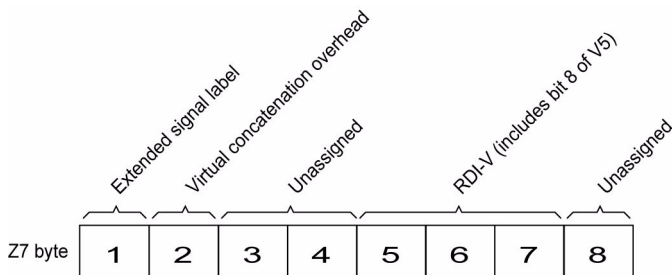 Extended signal label
Virtual concatenation overhead
Unassigned
RDI-V (includes bit 8 of V5)
Unassigned
Z7 byte 1 2 3 4 5 6 7 8